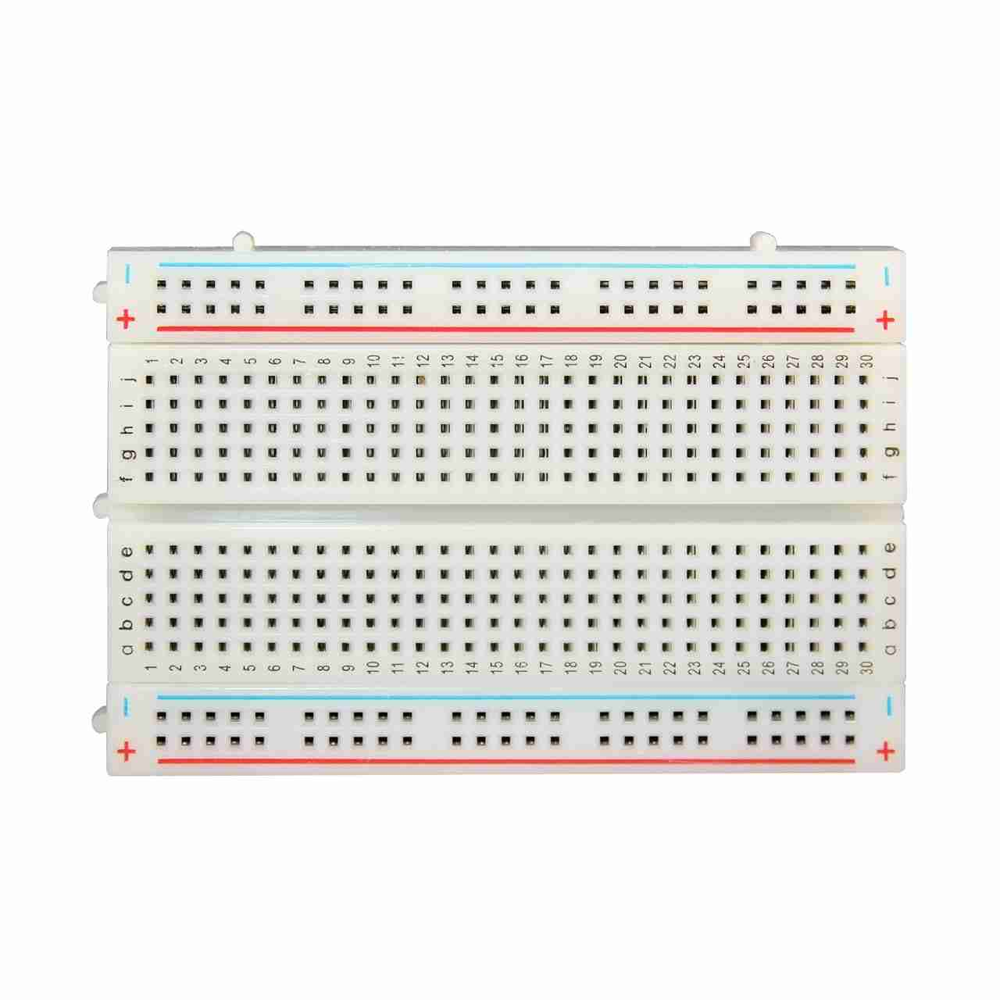 − −
+ +
1 2 3 4 5 6 7 8 9 10 11 12 13 14 15 16 17 18 19 20 21 22 23 24 25 26 27 28 29 30
j j
i i
h h
g g
f f
e e
d d
c c
b b
a a
1 2 3 4 5 6 7 8 9 10 11 12 13 14 15 16 17 18 19 20 21 22 23 24 25 26 27 28 29 30
− −
+ +